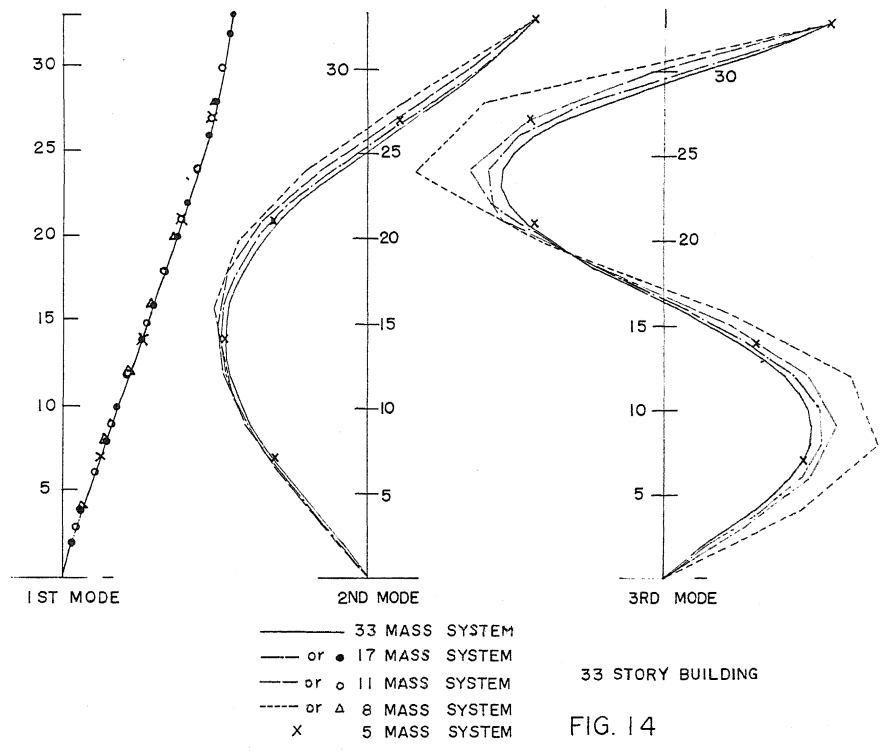 30
25
20
15
10
5
1ST MODE
30
25
20
15
10
5
2ND MODE
30
25
20
15
10
5
3RD MODE
33 MASS SYSTEM
or ● 17 MASS SYSTEM
or ○ 11 MASS SYSTEM
or △ 8 MASS SYSTEM
X 5 MASS SYSTEM
33 STORY BUILDING
FIG. 14